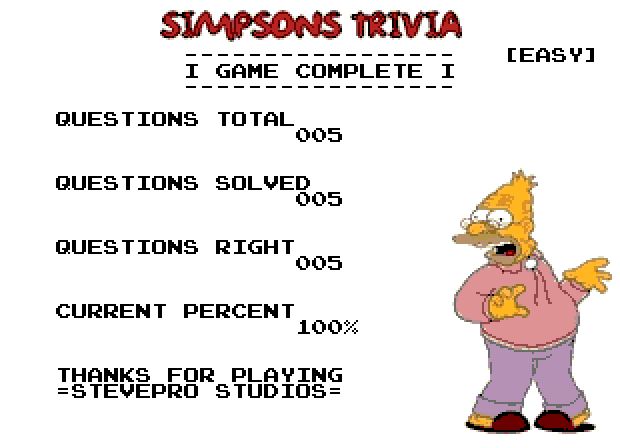 SIMPSONS TRIVIA
-----------------
I GAME COMPLETE I
-----------------
[EASY]
QUESTIONS TOTAL
005
QUESTIONS SOLVED
005
QUESTIONS RIGHT
005
CURRENT PERCENT
100%
THANKS FOR PLAYING
=STEVEPRO STUDIOS=